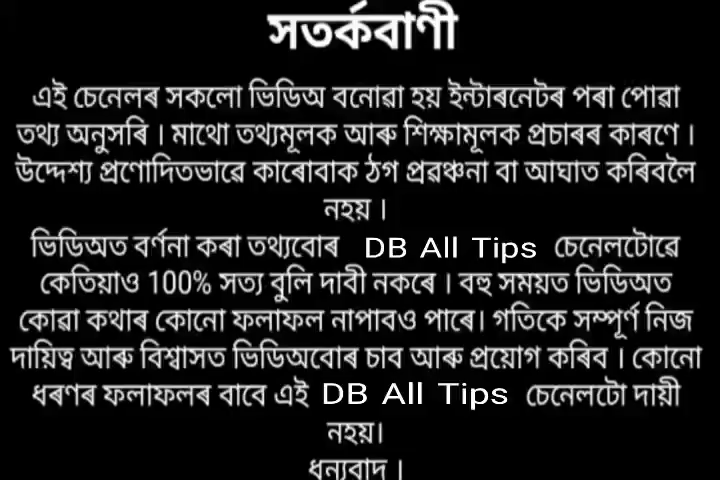 সতৰ্কবাণী
এই চেনেলৰ সকলো ভিডিঅ বনোৱা হয় ইন্টাৰনেটৰ পৰা পোৱা
তথ্য অনুসৰি । মাথো তথ্যমূলক আৰু শিক্ষামূলক প্ৰচাৰৰ কাৰণে ।
উদ্দেশ্য প্ৰণোদিতভাৱে কাৰোবাক ঠগ প্ৰৱঞ্চনা বা আঘাত কৰিবলৈ
নহয় ।
ভিডিঅত বৰ্ণনা কৰা তথ্যবোৰ DB All Tips চেনেলটোৱে
কেতিয়াও 100% সত্য বুলি দাবী নকৰে । বহু সময়ত ভিডিঅত
কোৱা কথাৰ কোনো ফলাফল নাপাবও পাৰে। গতিকে সম্পূৰ্ণ নিজ
দায়িত্ব আৰু বিশ্বাসত ভিডিঅবোৰ চাব আৰু প্ৰয়োগ কৰিব । কোনো
ধৰণৰ ফলাফলৰ বাবে এই DB All Tips চেনেলটো দায়ী
নহয়।
ধন্যবাদ ।